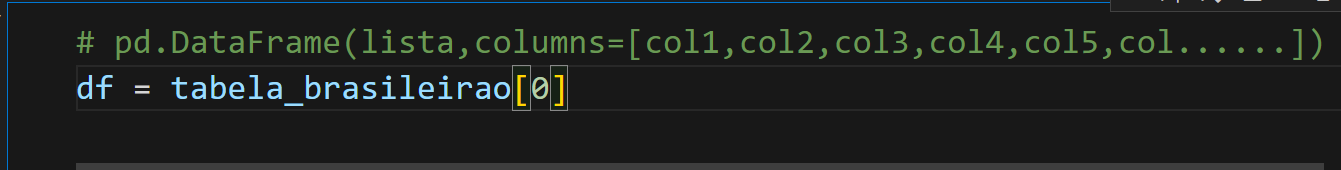 # pd.DataFrame(lista,columns=[col1,col2,col3,col4,col5,col......])
df = tabela_brasileirao[0]